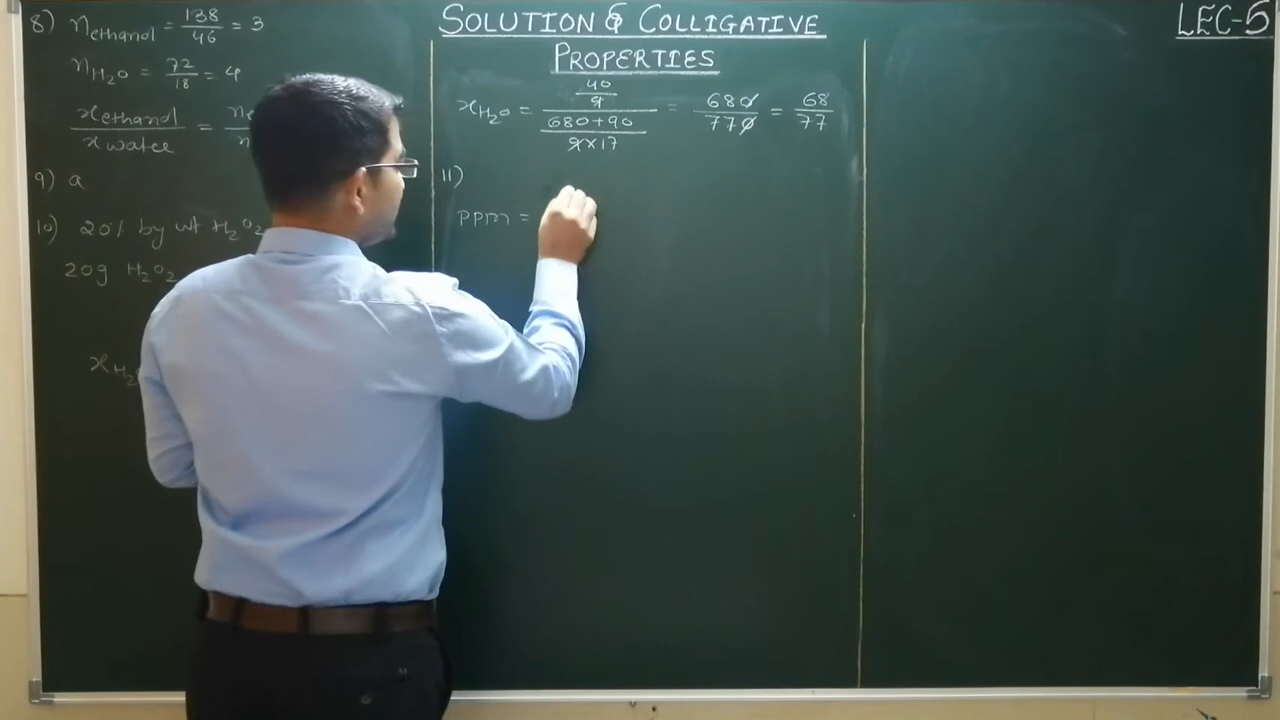 SOLUTION & COLLIGATIVE
PROPERTIES
LEC-5
8) n ethanol = 138/46 = 3
n H₂O = 72/18 = 4
x ethanol / x water = n
9) a
10) 20% by wt H₂O₂
20g H₂O₂
x H₂
x H₂O = (40/9) / ((680+90)/(9×17)) = 680/770 = 68/77
11)
ppm =